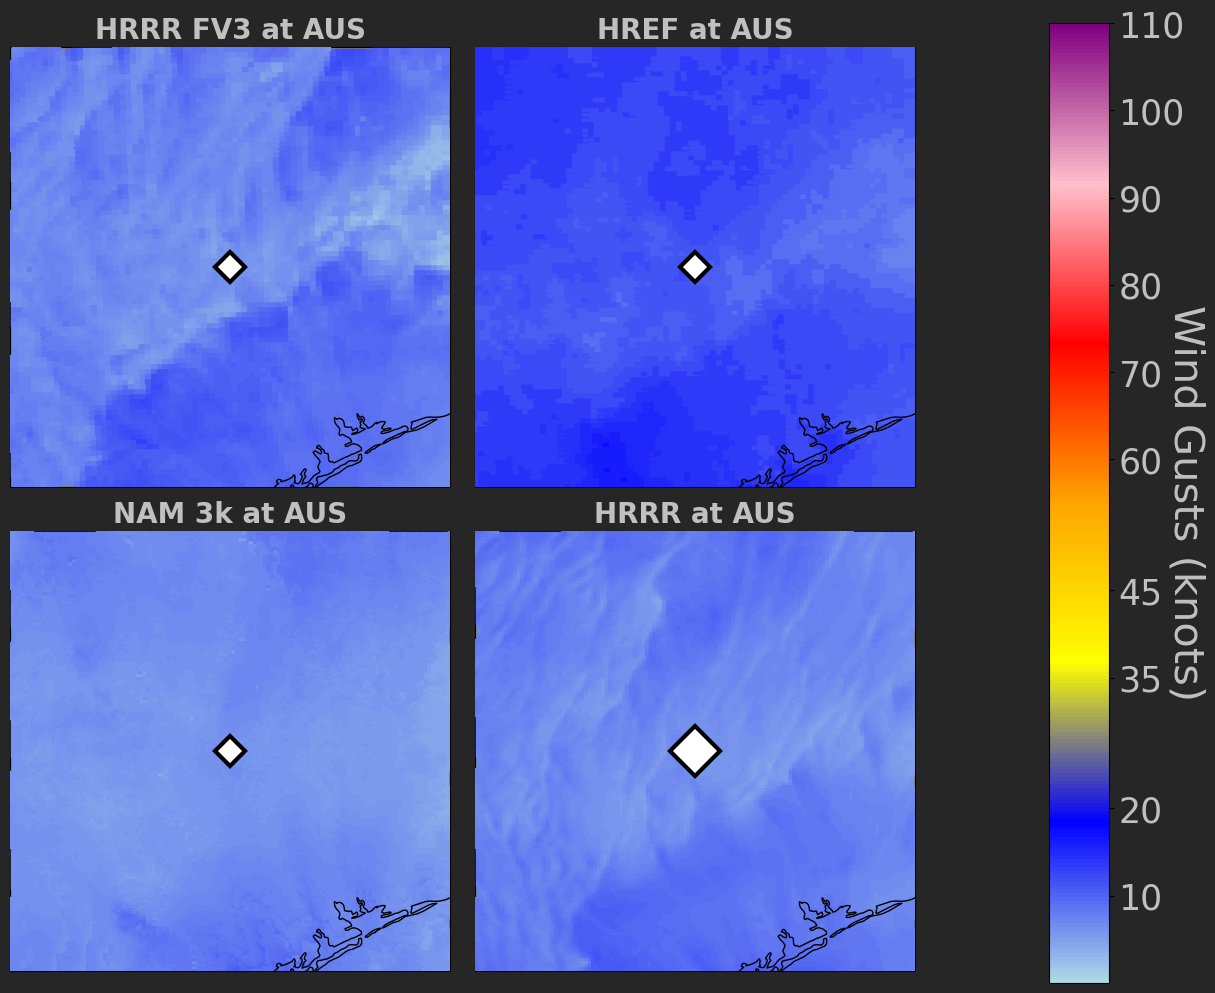 HRRR FV3 at AUS
HREF at AUS
NAM 3k at AUS
HRRR at AUS
110
100
90
80
70
60
45
35
20
10
Wind Gusts (knots)